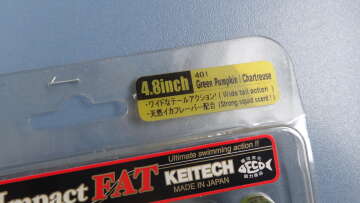 4.8inch
401
Green Pumpkin / Chartreuse
・ワイドなテールアクション! ( Wide tail action )
・天然イカフレーバー配合 (Strong squid scent!)
Ultimate swimming action !!
Impact FAT KEITECH
MADE IN JAPAN